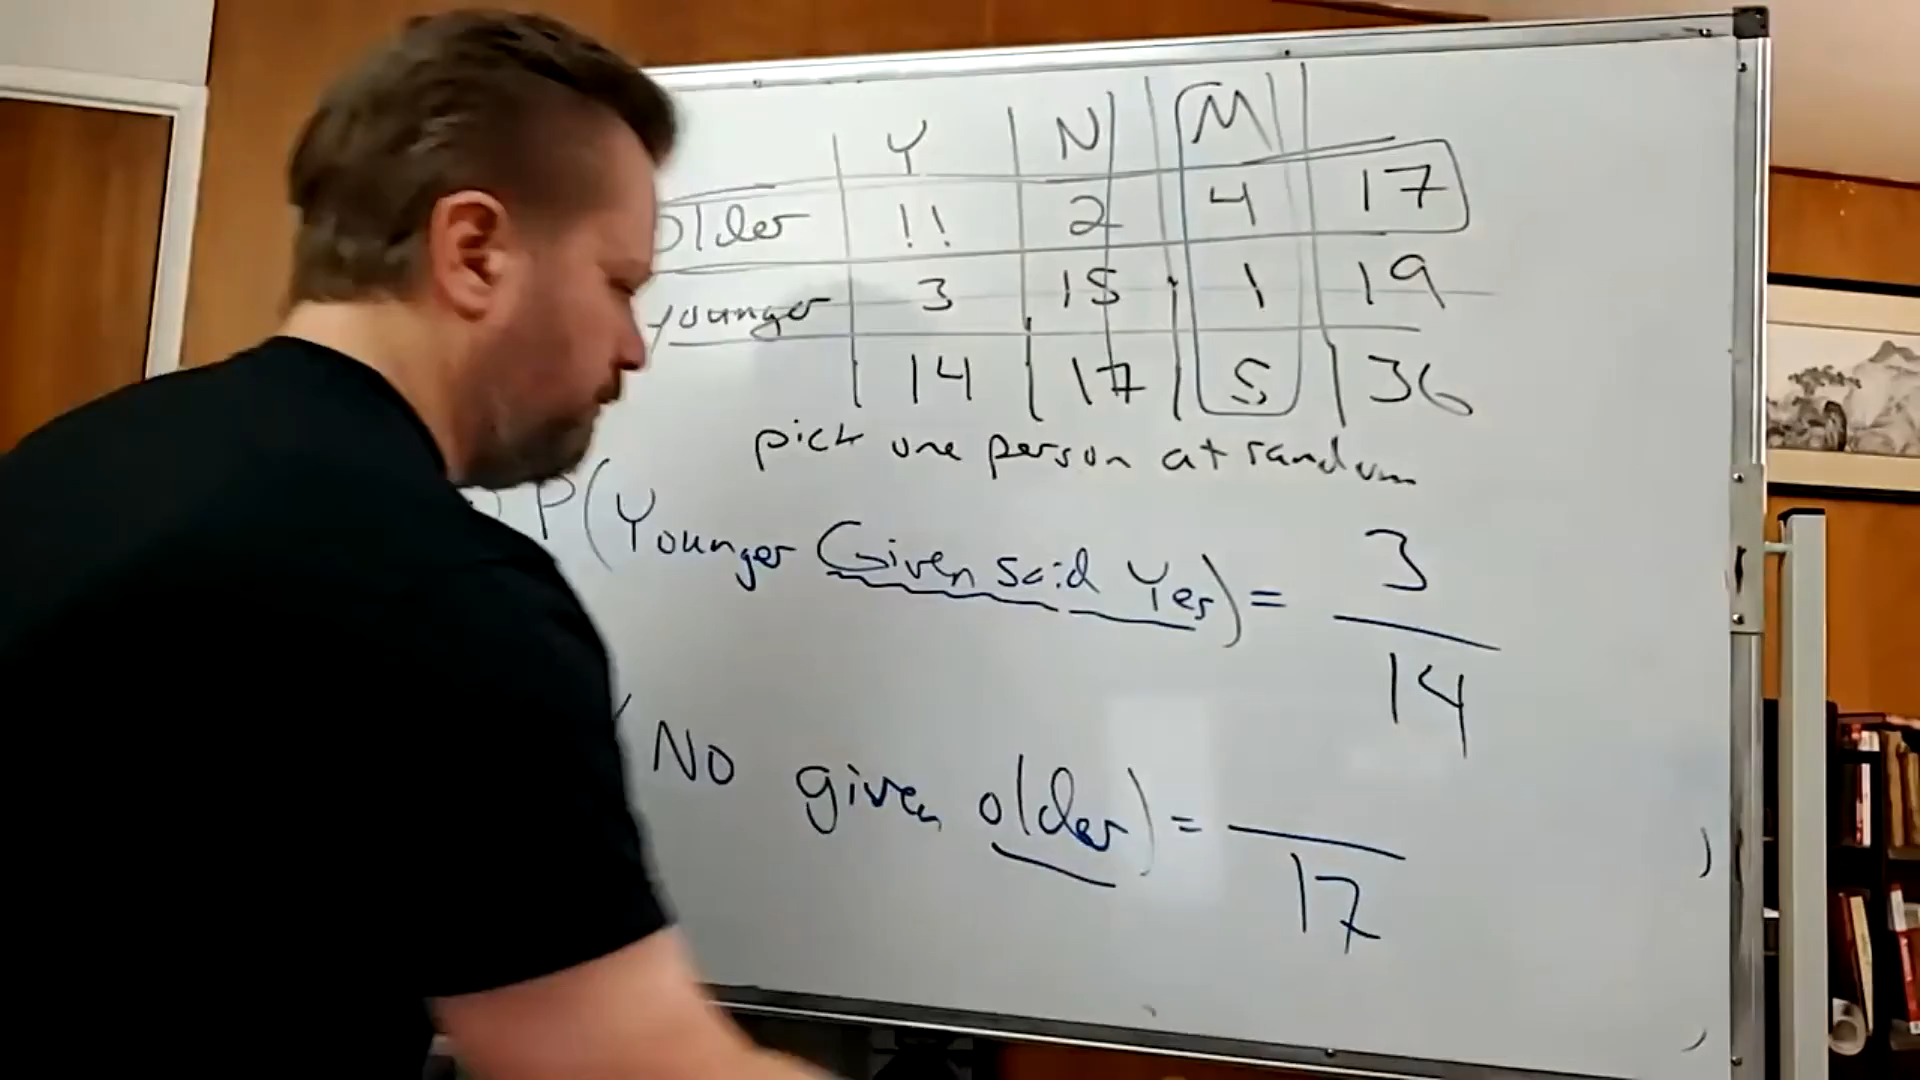 Y N M
older 11 2 4 17
younger 3 15 1 19
14 17 5 36
pick one person at random
) P(Younger Given said Yes) = 3
14
No given older) =
17